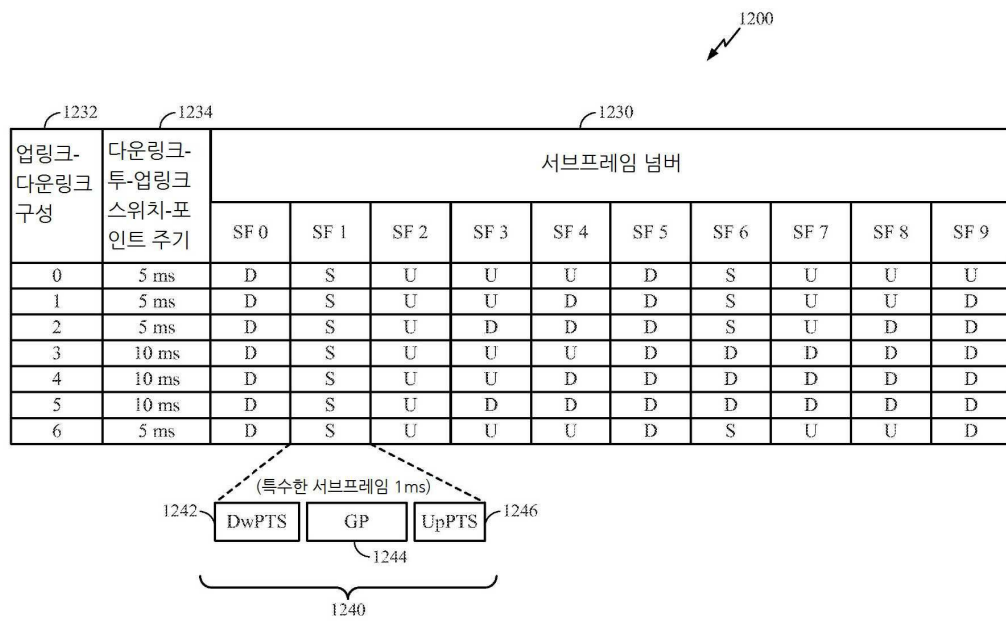 1200
1232
1234
1230
업링크-
다운링크
구성
다운링크-
투-업링크
스위치-포
인트 주기
서브프레임 넘버
SF 0 SF 1 SF 2 SF 3 SF 4 SF 5 SF 6 SF 7 SF 8 SF 9
0 5 ms D S U U U D S U U U
1 5 ms D S U U D D S U U D
2 5 ms D S U D D D S U D D
3 10 ms D S U U U D D D D D
4 10 ms D S U U D D D D D D
5 10 ms D S U D D D D D D D
6 5 ms D S U U U D S U U D
(특수한 서브프레임 1ms)
1242 DwPTS GP UpPTS 1246
1244
1240